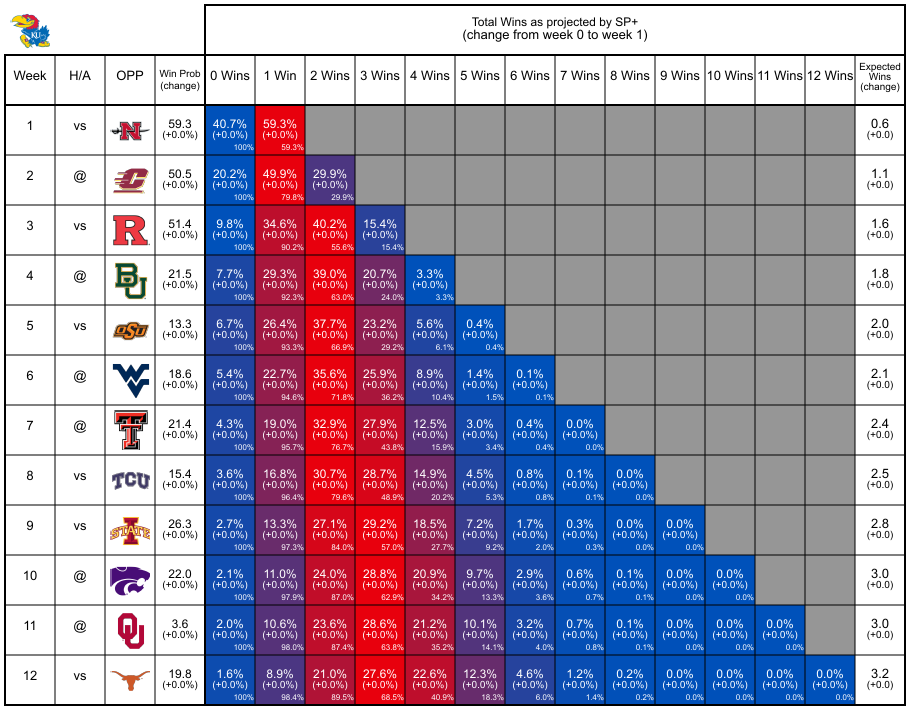 Total Wins as projected by SP+
(change from week 0 to week 1)
KU
Week H/A OPP Win Prob (change) 0 Wins 1 Win 2 Wins 3 Wins 4 Wins 5 Wins 6 Wins 7 Wins 8 Wins 9 Wins 10 Wins 11 Wins 12 Wins Expected Wins (change)
1 vs N 59.3 40.7% 59.3% 0.6
(+0.0%) (+0.0%) (+0.0%) (+0.0)
100% 59.3%
2 @ C 50.5 20.2% 49.9% 29.9% 1.1
(+0.0%) (+0.0%) (+0.0%) (+0.0%) (+0.0)
100% 79.8% 29.9%
3 vs R 51.4 9.8% 34.6% 40.2% 15.4% 1.6
(+0.0%) (+0.0%) (+0.0%) (+0.0%) (+0.0%) (+0.0)
100% 90.2% 55.6% 15.4%
4 @ BU 21.5 7.7% 29.3% 39.0% 20.7% 3.3% 1.8
(+0.0%) (+0.0%) (+0.0%) (+0.0%) (+0.0%) (+0.0%) (+0.0)
100% 92.3% 63.0% 24.0% 3.3%
5 vs OSU 13.3 6.7% 26.4% 37.7% 23.2% 5.6% 0.4% 2.0
(+0.0%) (+0.0%) (+0.0%) (+0.0%) (+0.0%) (+0.0%) (+0.0%) (+0.0)
100% 93.3% 66.9% 29.2% 6.1% 0.4%
6 @ WV 18.6 5.4% 22.7% 35.6% 25.9% 8.9% 1.4% 0.1% 2.1
(+0.0%) (+0.0%) (+0.0%) (+0.0%) (+0.0%) (+0.0%) (+0.0%) (+0.0%) (+0.0)
100% 94.6% 71.8% 36.2% 10.4% 1.5% 0.1%
7 @ T 21.4 4.3% 19.0% 32.9% 27.9% 12.5% 3.0% 0.4% 0.0% 2.4
(+0.0%) (+0.0%) (+0.0%) (+0.0%) (+0.0%) (+0.0%) (+0.0%) (+0.0%) (+0.0%) (+0.0)
100% 95.7% 76.7% 43.8% 15.9% 3.4% 0.4% 0.0%
8 vs TCU 15.4 3.6% 16.8% 30.7% 28.7% 14.9% 4.5% 0.8% 0.1% 0.0% 2.5
(+0.0%) (+0.0%) (+0.0%) (+0.0%) (+0.0%) (+0.0%) (+0.0%) (+0.0%) (+0.0%) (+0.0%) (+0.0)
100% 96.4% 79.6% 48.9% 20.2% 5.3% 0.8% 0.1% 0.0%
9 vs I STATE 26.3 2.7% 13.3% 27.1% 29.2% 18.5% 7.2% 1.7% 0.3% 0.0% 0.0% 2.8
(+0.0%) (+0.0%) (+0.0%) (+0.0%) (+0.0%) (+0.0%) (+0.0%) (+0.0%) (+0.0%) (+0.0%) (+0.0%) (+0.0)
100% 97.3% 84.0% 57.0% 27.7% 9.2% 2.0% 0.3% 0.0% 0.0%
10 @ 22.0 2.1% 11.0% 24.0% 28.8% 20.9% 9.7% 2.9% 0.6% 0.1% 0.0% 0.0% 3.0
(+0.0%) (+0.0%) (+0.0%) (+0.0%) (+0.0%) (+0.0%) (+0.0%) (+0.0%) (+0.0%) (+0.0%) (+0.0%) (+0.0%) (+0.0)
100% 97.9% 87.0% 62.9% 34.2% 13.3% 3.6% 0.7% 0.1% 0.0% 0.0%
11 @ OU 3.6 2.0% 10.6% 23.6% 28.6% 21.2% 10.1% 3.2% 0.7% 0.1% 0.0% 0.0% 0.0% 3.0
(+0.0%) (+0.0%) (+0.0%) (+0.0%) (+0.0%) (+0.0%) (+0.0%) (+0.0%) (+0.0%) (+0.0%) (+0.0%) (+0.0%) (+0.0%) (+0.0)
100% 98.0% 87.4% 63.8% 35.2% 14.1% 4.0% 0.8% 0.1% 0.0% 0.0% 0.0%
12 vs 19.8 1.6% 8.9% 21.0% 27.6% 22.6% 12.3% 4.6% 1.2% 0.2% 0.0% 0.0% 0.0% 0.0% 3.2
(+0.0%) (+0.0%) (+0.0%) (+0.0%) (+0.0%) (+0.0%) (+0.0%) (+0.0%) (+0.0%) (+0.0%) (+0.0%) (+0.0%) (+0.0%) (+0.0%) (+0.0)
100% 98.4% 89.5% 68.5% 40.9% 18.3% 6.0% 1.4% 0.2% 0.0% 0.0% 0.0% 0.0%